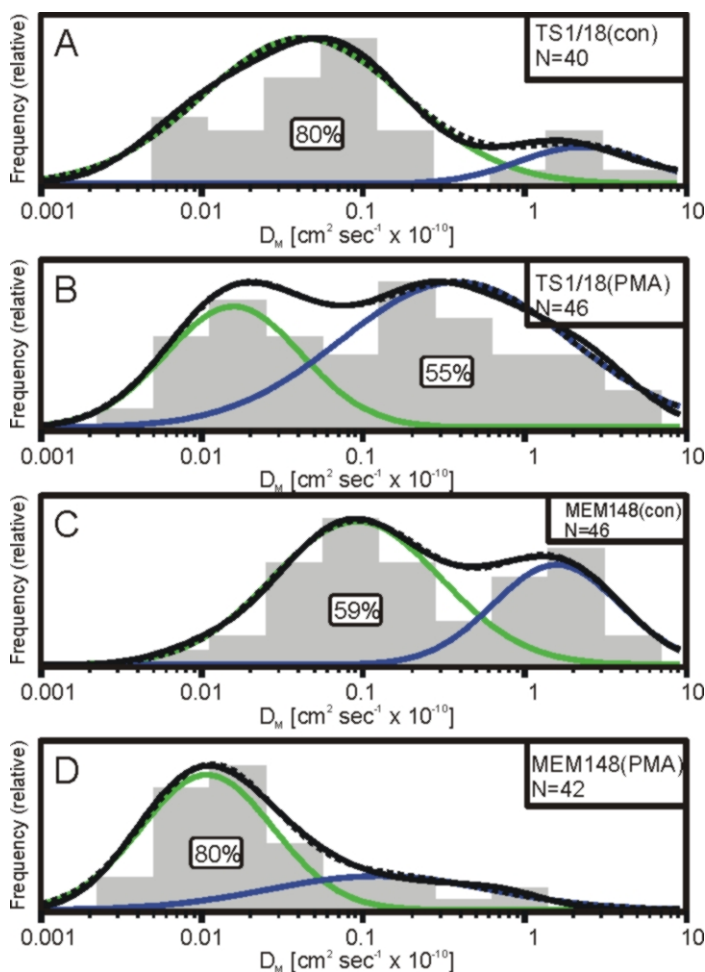 A
TS1/18(con)
N=40
Frequency (relative)
80%
0.001 0.01 0.1 1 10
D_M [cm² sec⁻¹ x 10⁻¹⁰]
B
TS1/18(PMA)
N=46
Frequency (relative)
55%
0.001 0.01 0.1 1 10
D_M [cm² sec⁻¹ x 10⁻¹⁰]
C
MEM148(con)
N=46
Frequency (relative)
59%
0.001 0.01 0.1 1 10
D_M [cm² sec⁻¹ x 10⁻¹⁰]
D
MEM148(PMA)
N=42
Frequency (relative)
80%
0.001 0.01 0.1 1 10
D_M [cm² sec⁻¹ x 10⁻¹⁰]